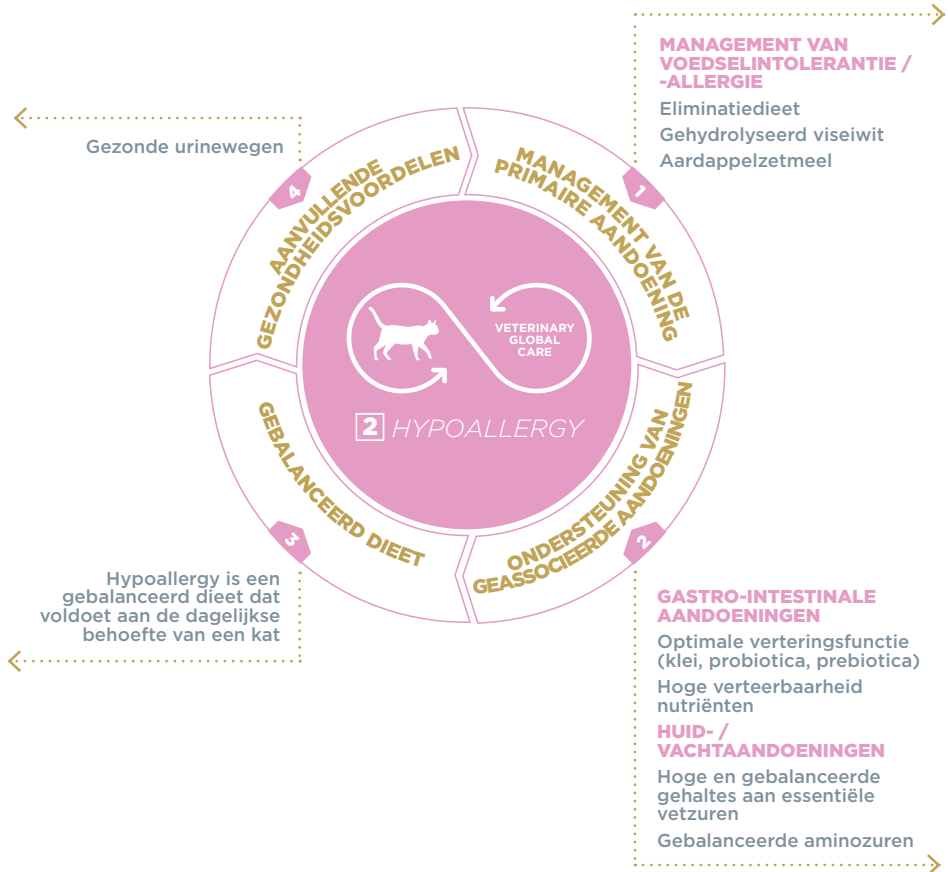 MANAGEMENT VAN
VOEDSELINTOLERANTIE /
-ALLERGIE
Eliminatiedieet
Gehydrolyseerd viseiwit
Aardappelzetmeel
Gezonde urinewegen
4
AANVULLENDE
GEZONDHEIDSVOORDELEN
MANAGEMENT VAN DE
PRIMAIRE AANDOENING
1
VETERINARY
GLOBAL
CARE
2 HYPOALLERGY
GEBALANCEERD DIEET
3
ONDERSTEUNING VAN
GEASSOCIEERDE AANDOENINGEN
2
Hypoallergy is een
gebalanceerd dieet dat
voldoet aan de dagelijkse
behoefte van een kat
GASTRO-INTESTINALE
AANDOENINGEN
Optimale verteringsfunctie
(klei, probiotica, prebiotica)
Hoge verteerbaarheid
nutriënten
HUID- /
VACHTAANDOENINGEN
Hoge en gebalanceerde
gehaltes aan essentiële
vetzuren
Gebalanceerde aminozuren